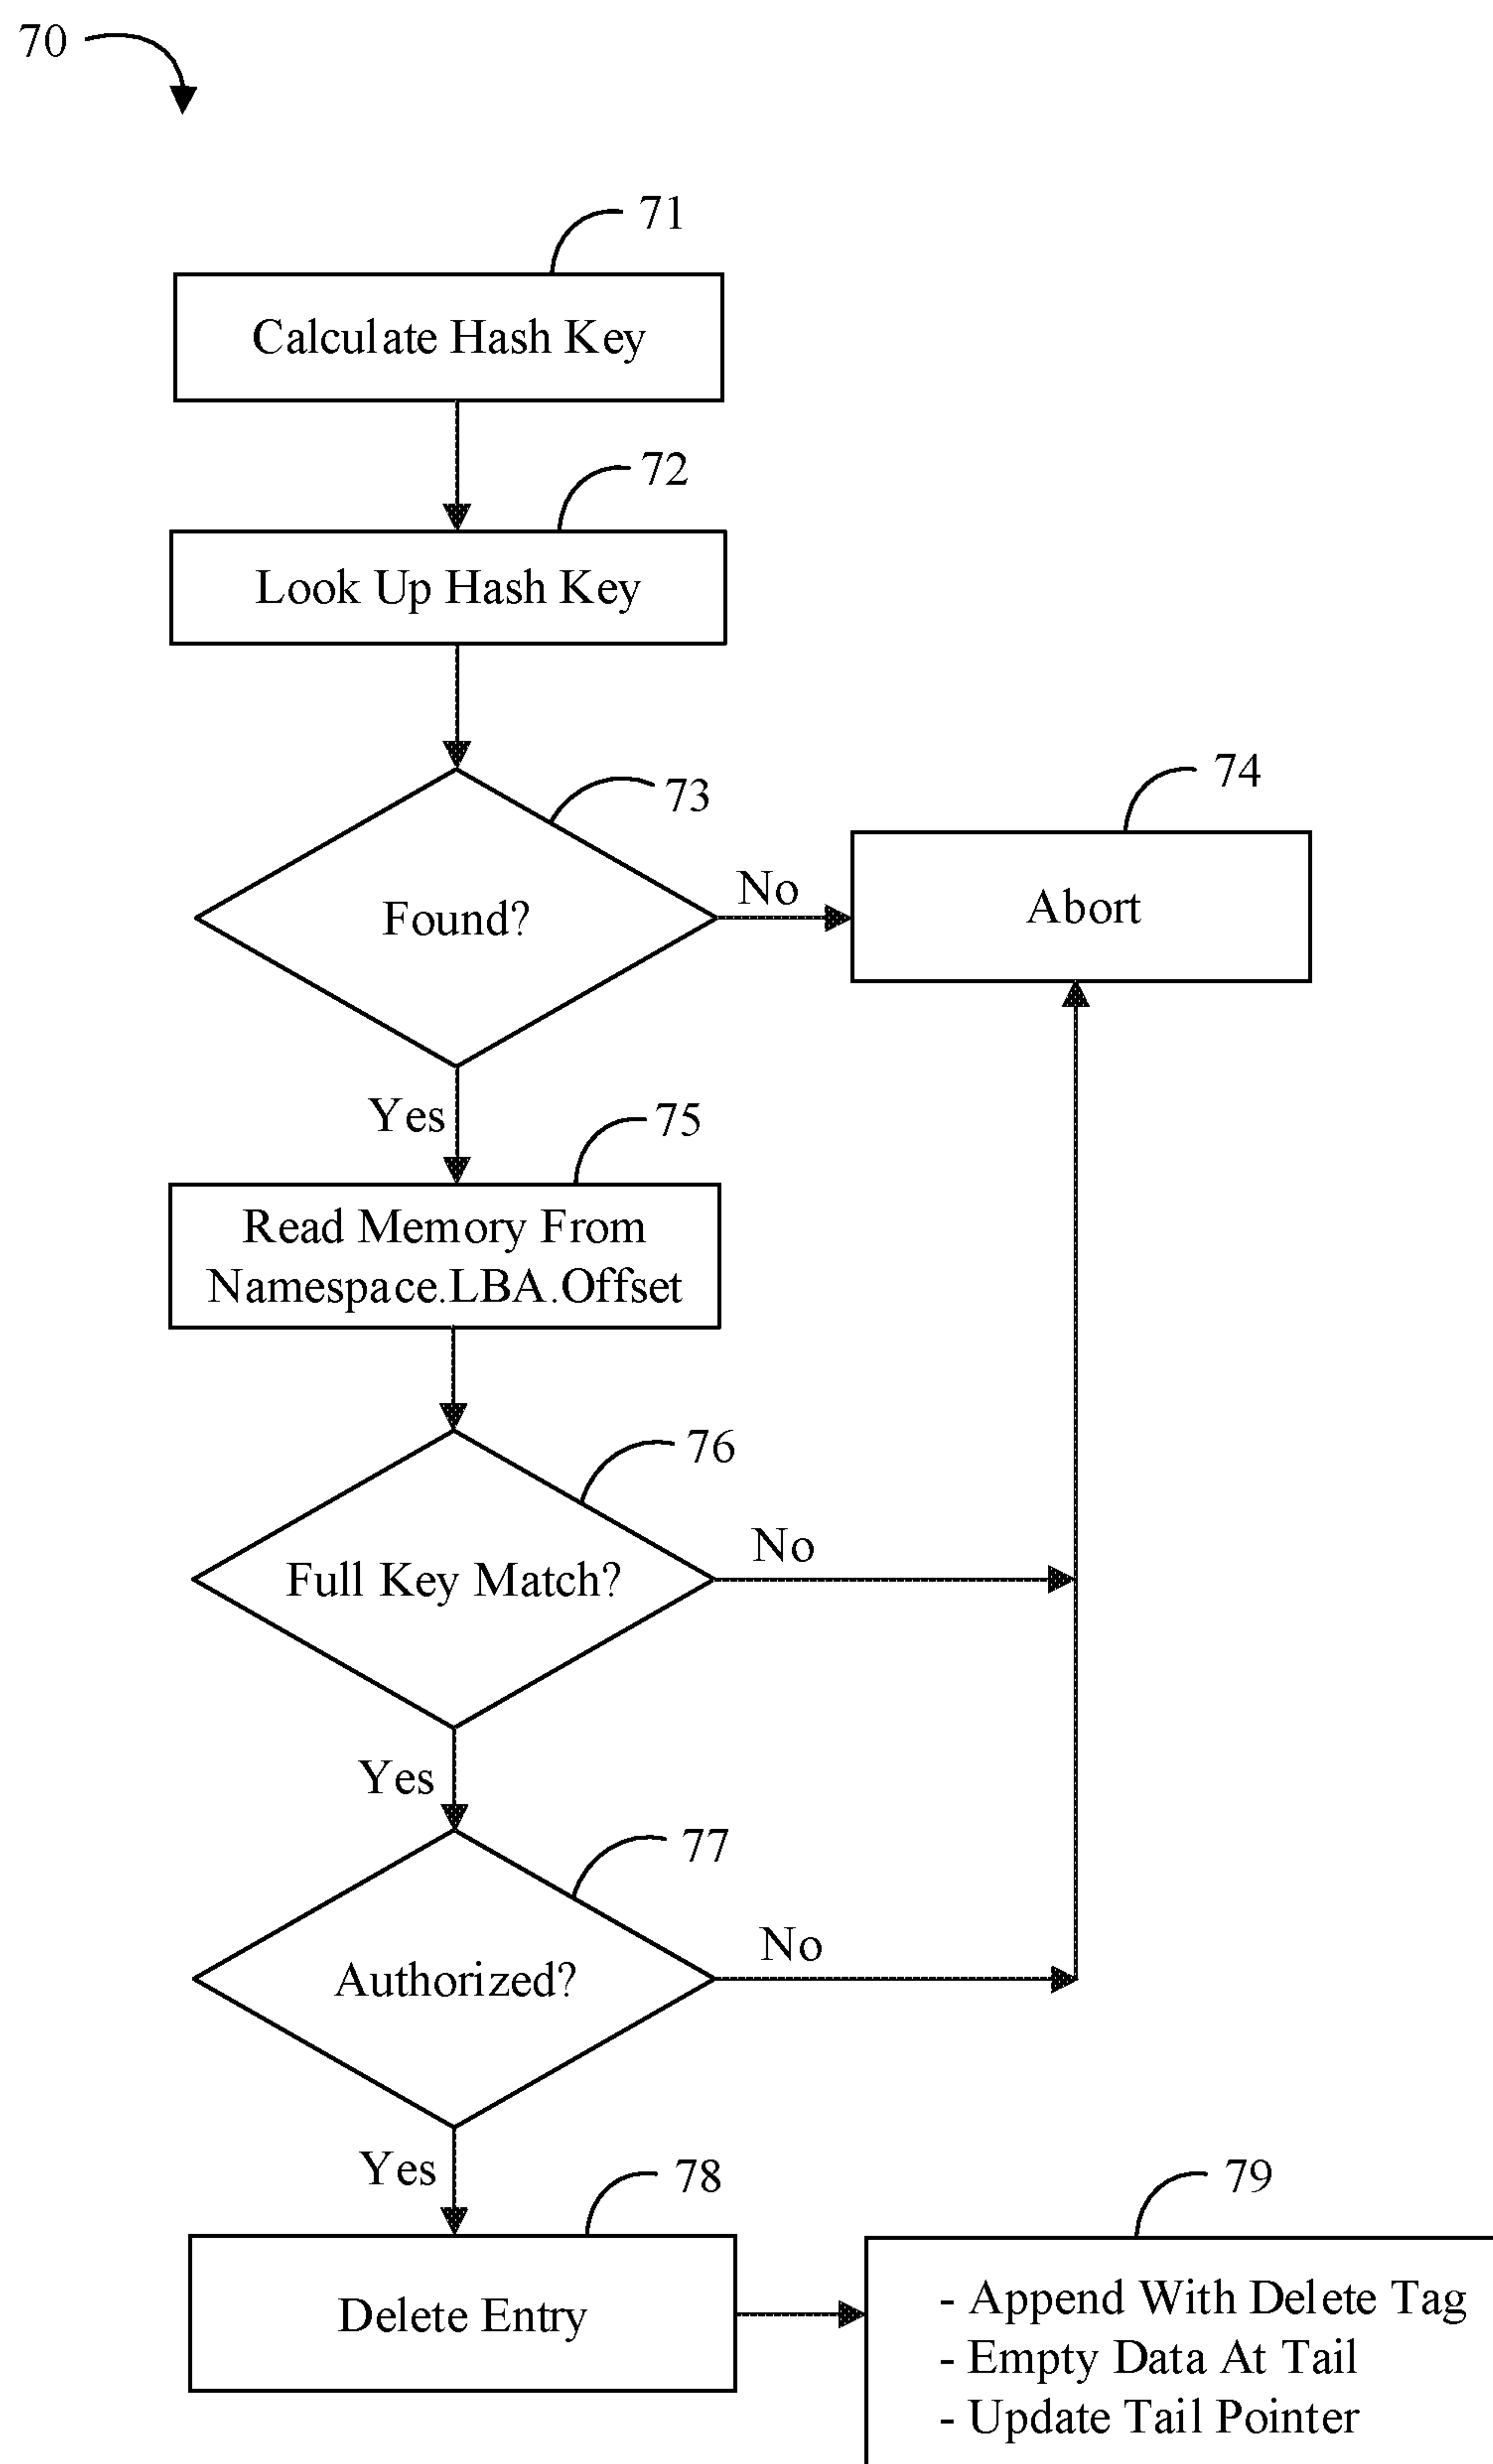 70
71
Calculate Hash Key
72
Look Up Hash Key
73
Found?
No
74
Abort
Yes
75
Read Memory From
Namespace.LBA.Offset
76
Full Key Match?
No
Yes
77
Authorized?
No
Yes
78
Delete Entry
79
- Append With Delete Tag
- Empty Data At Tail
- Update Tail Pointer